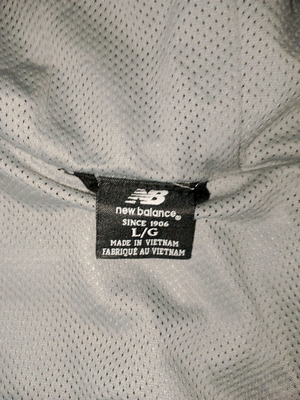 NB
new balance®
SINCE 1906
L/G
MADE IN VIETNAM
FABRIQUÉ AU VIETNAM